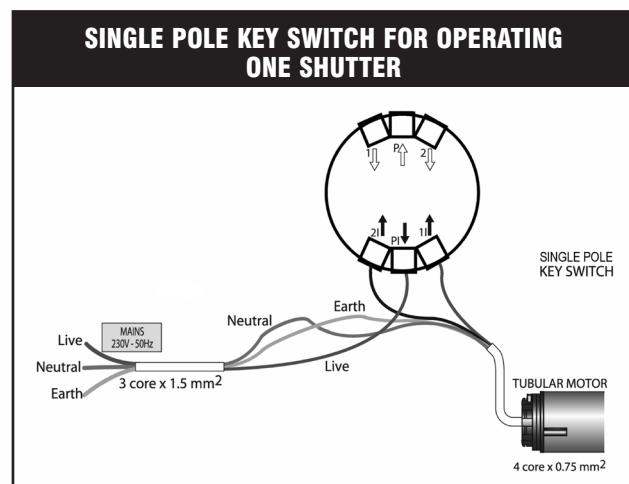 SINGLE POLE KEY SWITCH FOR OPERATING
ONE SHUTTER
1
P
2
2I
PI
1I
SINGLE POLE
KEY SWITCH
Earth
Neutral
MAINS
230V - 50Hz
Live
Neutral
Live
3 core x 1.5 mm2
Earth
TUBULAR MOTOR
4 core x 0.75 mm2